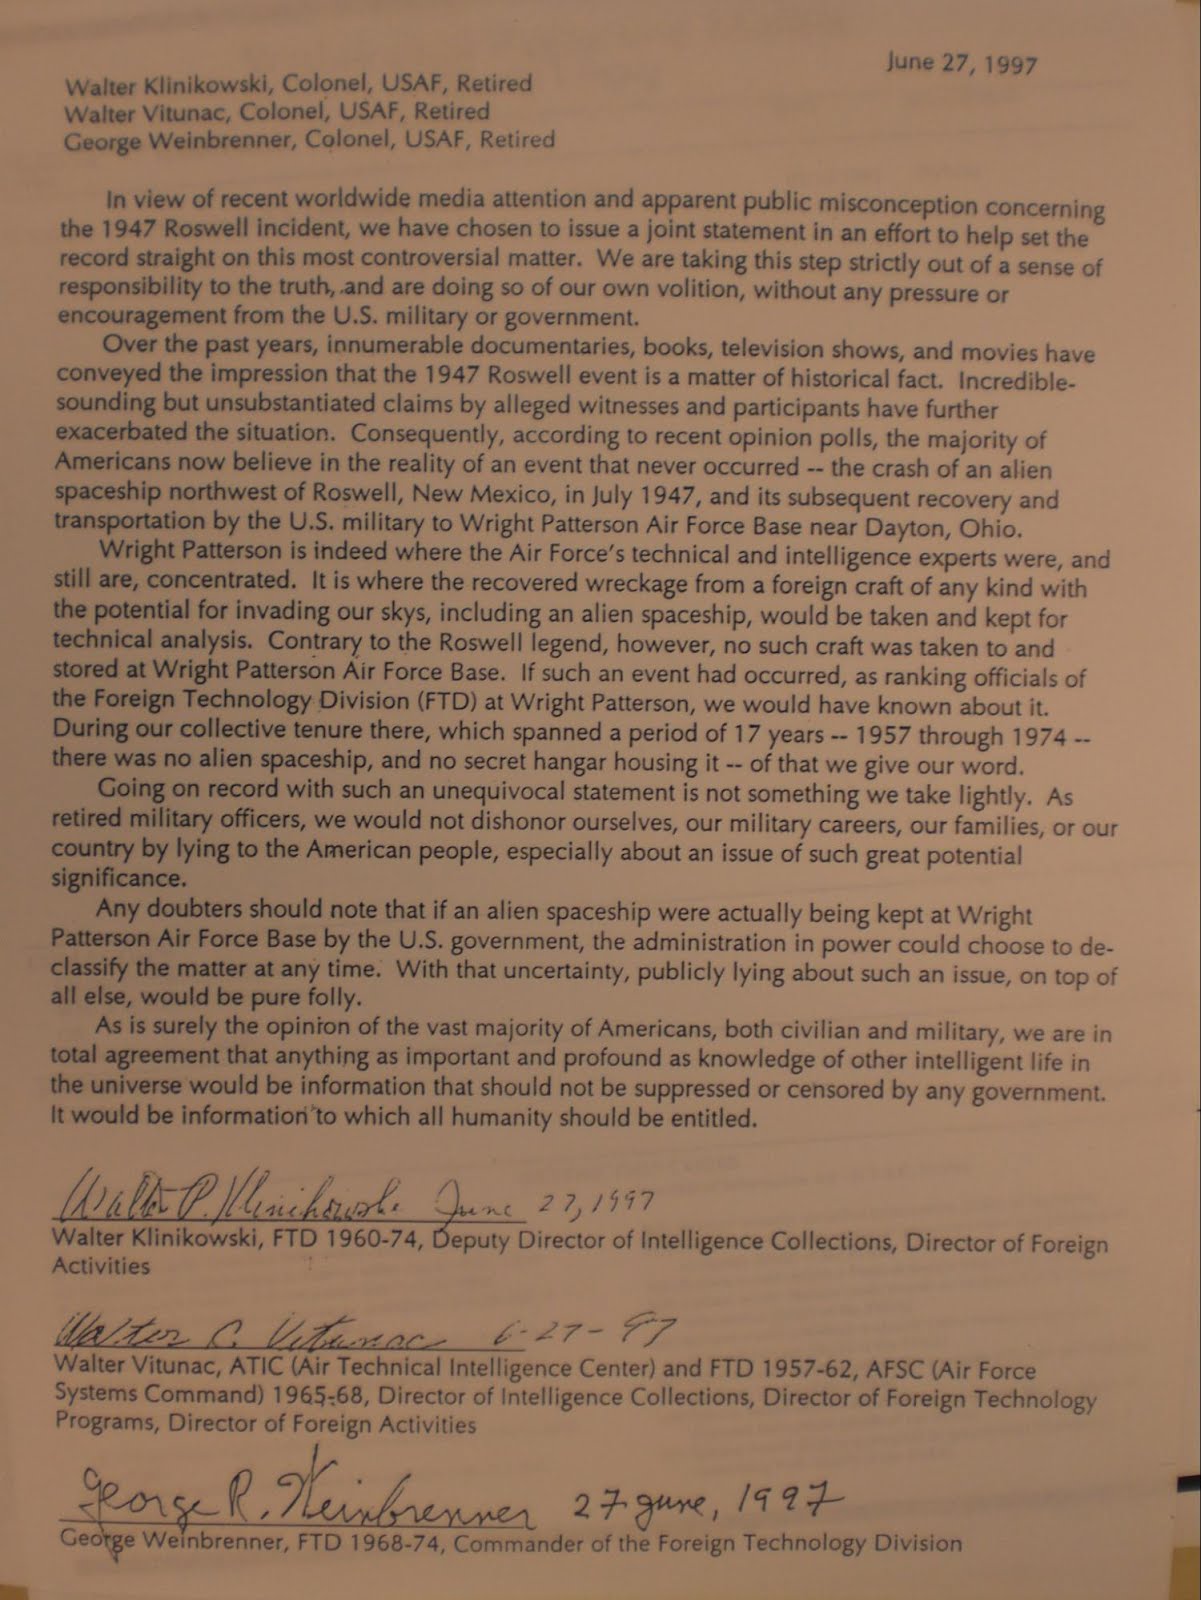 June 27, 1997
Walter Klinikowski, Colonel, USAF, Retired
Walter Vitunac, Colonel, USAF, Retired
George Weinbrenner, Colonel, USAF, Retired
In view of recent worldwide media attention and apparent public misconception concerning
the 1947 Roswell incident, we have chosen to issue a joint statement in an effort to help set the
record straight on this most controversial matter. We are taking this step strictly out of a sense of
responsibility to the truth, and are doing so of our own volition, without any pressure or
encouragement from the U.S. military or government.
Over the past years, innumerable documentaries, books, television shows, and movies have
conveyed the impression that the 1947 Roswell event is a matter of historical fact. Incredible-
sounding but unsubstantiated claims by alleged witnesses and participants have further
exacerbated the situation. Consequently, according to recent opinion polls, the majority of
Americans now believe in the reality of an event that never occurred -- the crash of an alien
spaceship northwest of Roswell, New Mexico, in July 1947, and its subsequent recovery and
transportation by the U.S. military to Wright Patterson Air Force Base near Dayton, Ohio.
Wright Patterson is indeed where the Air Force's technical and intelligence experts were, and
still are, concentrated. It is where the recovered wreckage from a foreign craft of any kind with
the potential for invading our skys, including an alien spaceship, would be taken and kept for
technical analysis. Contrary to the Roswell legend, however, no such craft was taken to and
stored at Wright Patterson Air Force Base. If such an event had occurred, as ranking officials of
the Foreign Technology Division (FTD) at Wright Patterson, we would have known about it.
During our collective tenure there, which spanned a period of 17 years -- 1957 through 1974 --
there was no alien spaceship, and no secret hangar housing it -- of that we give our word.
Going on record with such an unequivocal statement is not something we take lightly. As
retired military officers, we would not dishonor ourselves, our military careers, our families, or our
country by lying to the American people, especially about an issue of such great potential
significance.
Any doubters should note that if an alien spaceship were actually being kept at Wright
Patterson Air Force Base by the U.S. government, the administration in power could choose to de-
classify the matter at any time. With that uncertainty, publicly lying about such an issue, on top of
all else, would be pure folly.
As is surely the opinion of the vast majority of Americans, both civilian and military, we are in
total agreement that anything as important and profound as knowledge of other intelligent life in
the universe would be information that should not be suppressed or censored by any government.
It would be information to which all humanity should be entitled.
Walter P. Klinikowski June 27, 1997
Walter Klinikowski, FTD 1960-74, Deputy Director of Intelligence Collections, Director of Foreign
Activities
Walter C. Vitunac 6-27-97
Walter Vitunac, ATIC (Air Technical Intelligence Center) and FTD 1957-62, AFSC (Air Force
Systems Command) 1965-68, Director of Intelligence Collections, Director of Foreign Technology
Programs, Director of Foreign Activities
George R. Weinbrenner 27 June, 1997
George Weinbrenner, FTD 1968-74, Commander of the Foreign Technology Division